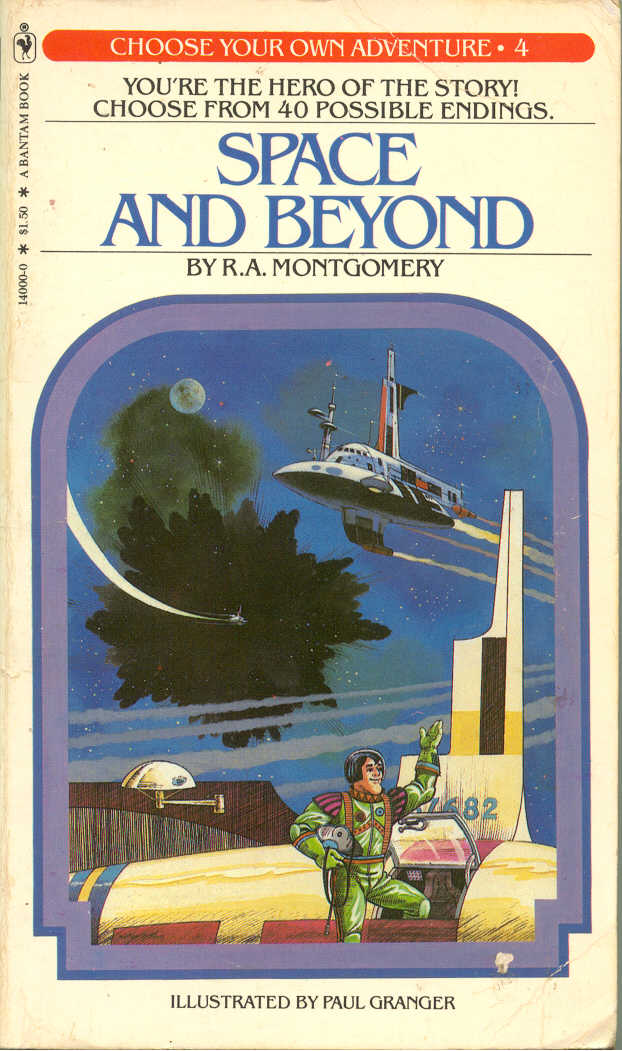 CHOOSE YOUR OWN ADVENTURE • 4
YOU'RE THE HERO OF THE STORY!
CHOOSE FROM 40 POSSIBLE ENDINGS.
SPACE
AND BEYOND
BY R.A. MONTGOMERY
14000-0 * $1.50 * A BANTAM BOOK
®
7682
ILLUSTRATED BY PAUL GRANGER